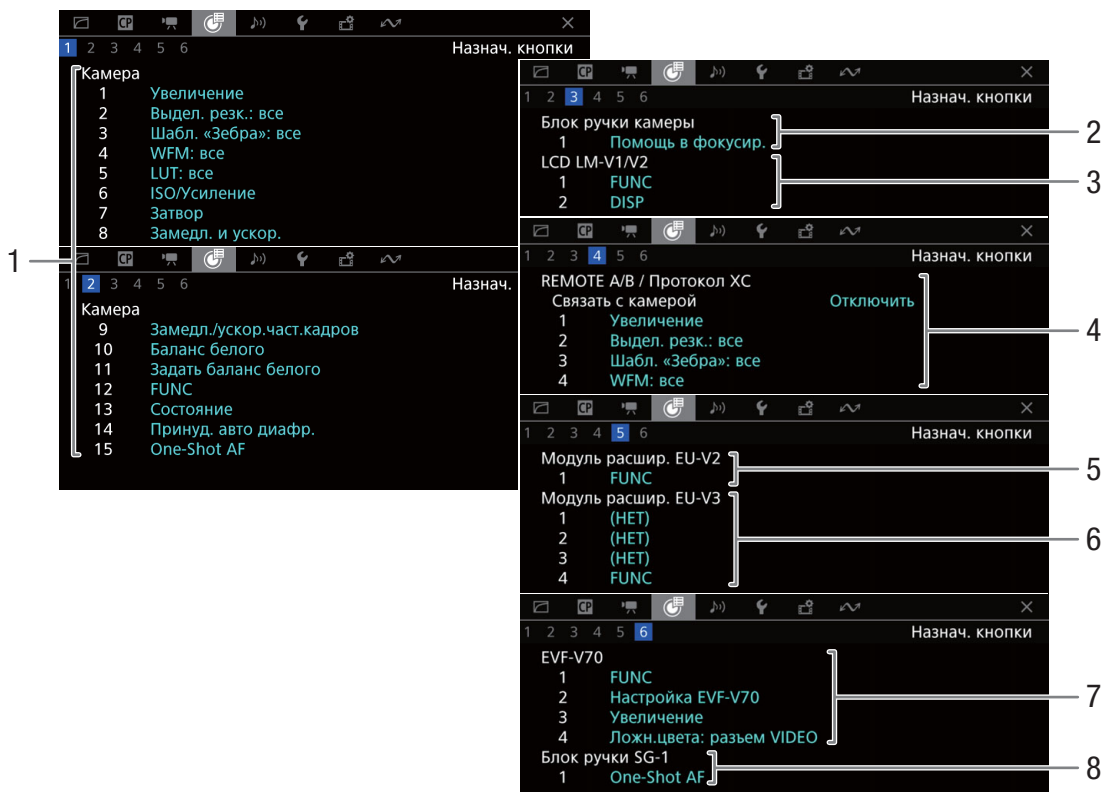 CP
1 2 3 4 5 6 Назнач. кнопки
Камера
1 Увеличение
2 Выдел. резк.: все
3 Шабл. «Зебра»: все
4 WFM: все
5 LUT: все
6 ISO/Усиление
7 Затвор
8 Замедл. и ускор.
1
CP
1 2 3 4 5 6 Назнач.
Камера
9 Замедл./ускор.част.кадров
10 Баланс белого
11 Задать баланс белого
12 FUNC
13 Состояние
14 Принуд. авто диафр.
15 One-Shot AF
CP
1 2 3 4 5 6 Назнач. кнопки
Блок ручки камеры
1 Помощь в фокусир.
2
LCD LM-V1/V2
1 FUNC
2 DISP
3
CP
1 2 3 4 5 6 Назнач. кнопки
REMOTE A/B / Протокол XC
Связать с камерой Отключить
1 Увеличение
2 Выдел. резк.: все
3 Шабл. «Зебра»: все
4 WFM: все
4
CP
1 2 3 4 5 6 Назнач. кнопки
Модуль расшир. EU-V2
1 FUNC
5
Модуль расшир. EU-V3
1 (НЕТ)
2 (НЕТ)
3 (НЕТ)
4 FUNC
6
CP
1 2 3 4 5 6 Назнач. кнопки
EVF-V70
1 FUNC
2 Настройка EVF-V70
3 Увеличение
4 Ложн.цвета: разъем VIDEO
7
Блок ручки SG-1
1 One-Shot AF
8